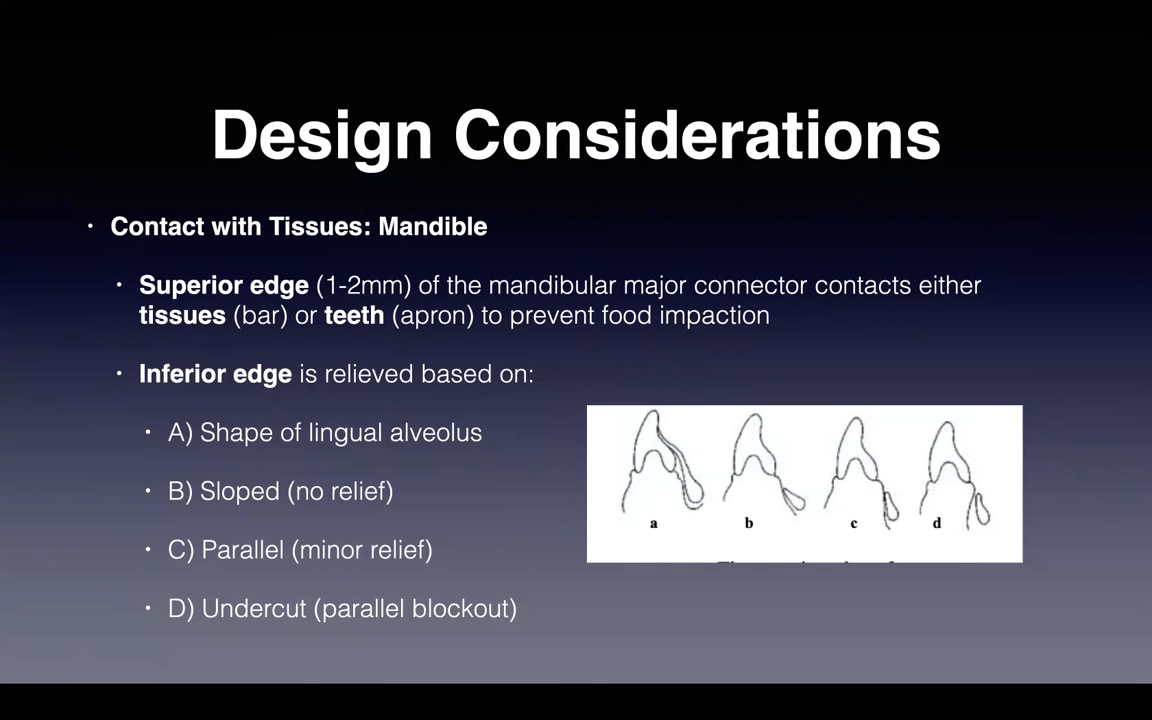 Design Considerations
• Contact with Tissues: Mandible
• Superior edge (1-2mm) of the mandibular major connector contacts either
tissues (bar) or teeth (apron) to prevent food impaction
• Inferior edge is relieved based on:
• A) Shape of lingual alveolus
• B) Sloped (no relief)
• C) Parallel (minor relief)
• D) Undercut (parallel blockout)
a b c d